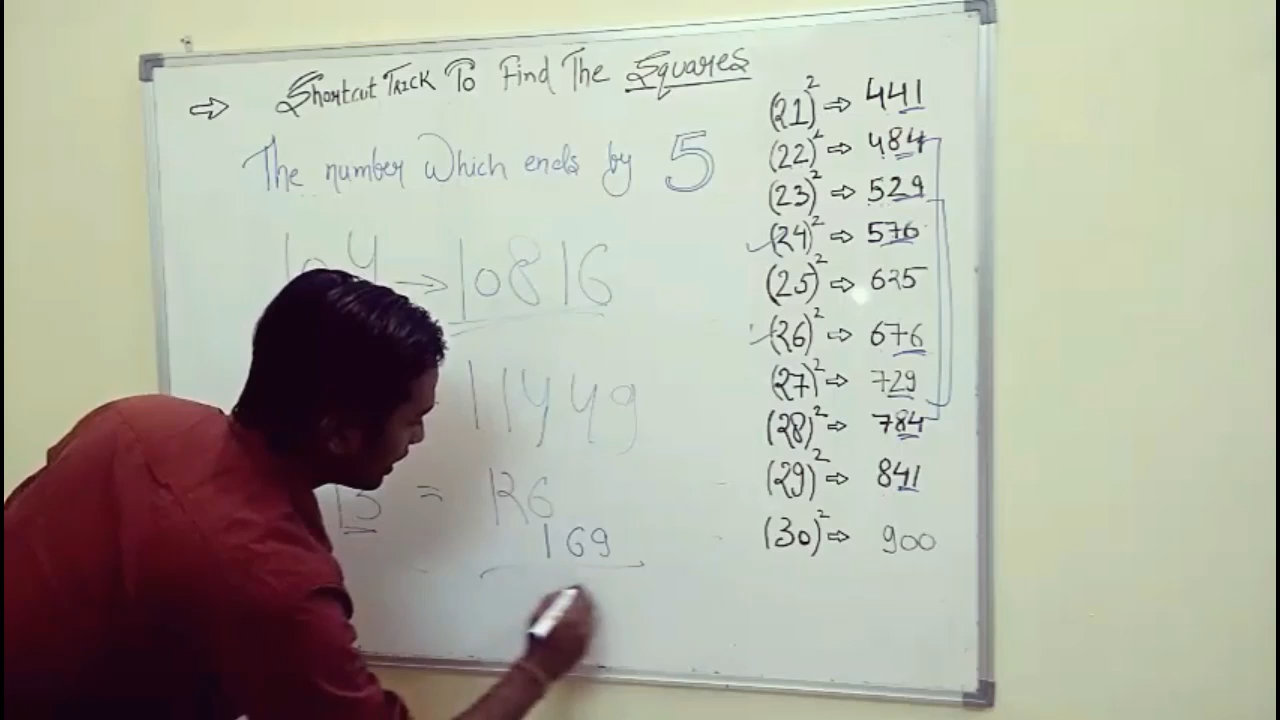 ⇨ Shortcut TRICK TO Find The Squares
The number which ends by 5
104 → 10816
11449
13 = 126
169
(21)² ⇨ 441
(22)² ⇨ 484
(23)² ⇨ 529
(24)² ⇨ 576
(25)² ⇨ 625
(26)² ⇨ 676
(27)² ⇨ 729
(28)² ⇨ 784
(29)² ⇨ 841
(30)² ⇨ 900